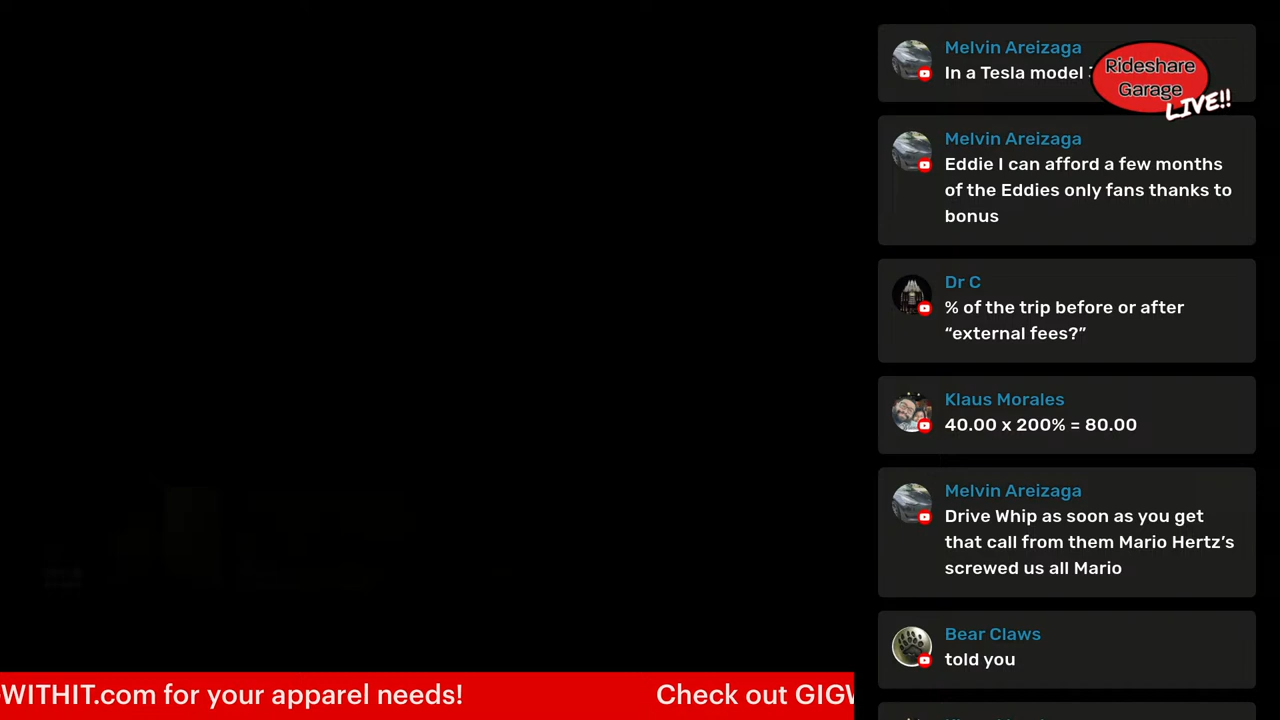 Melvin Areizaga
In a Tesla model
Rideshare
Garage
LIVE!!
Melvin Areizaga
Eddie I can afford a few months
of the Eddies only fans thanks to
bonus
Dr C
% of the trip before or after
“external fees?”
Klaus Morales
40.00 x 200% = 80.00
Melvin Areizaga
Drive Whip as soon as you get
that call from them Mario Hertz’s
screwed us all Mario
Bear Claws
told you
WITHIT.com for your apparel needs! Check out GIGW